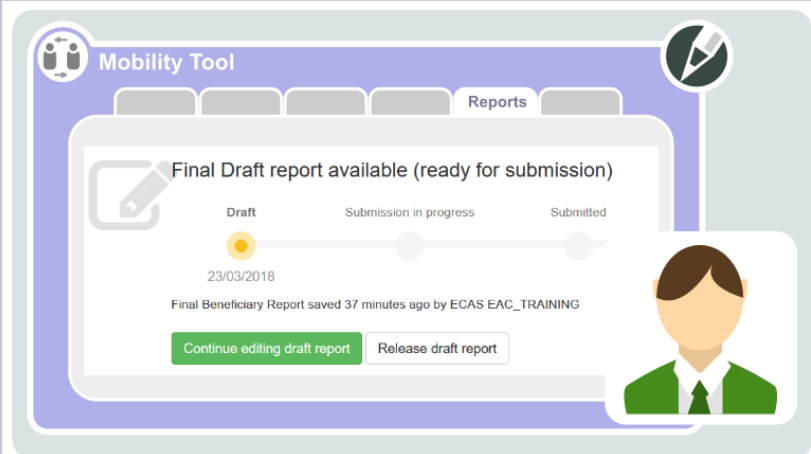 Mobility Tool
Reports
Final Draft report available (ready for submission)
Draft Submission in progress Submitted
23/03/2018
Final Beneficiary Report saved 37 minutes ago by ECAS EAC_TRAINING
Continue editing draft report Release draft report